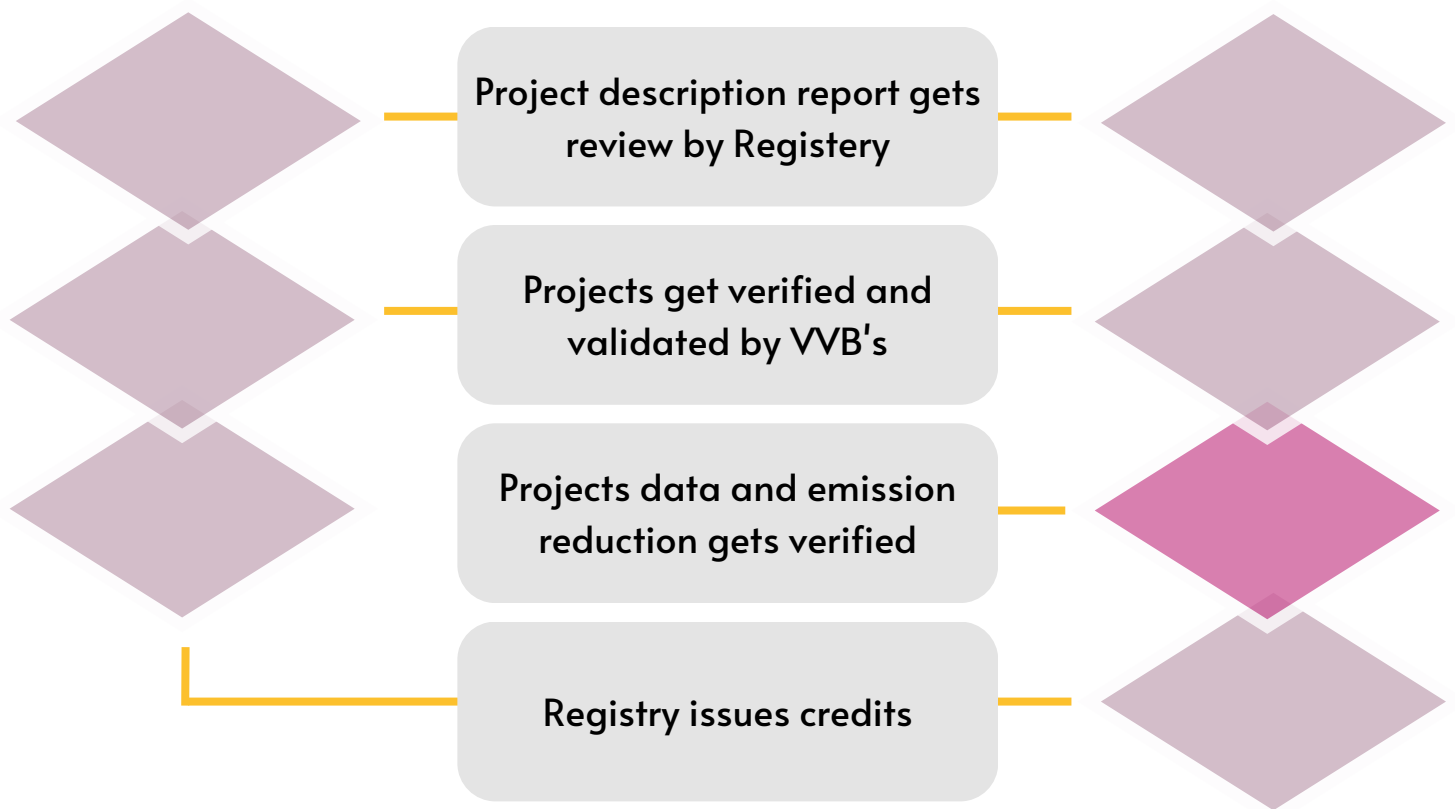 Project description report gets
review by Registery
Projects get verified and
validated by VVB's
Projects data and emission
reduction gets verified
Registry issues credits